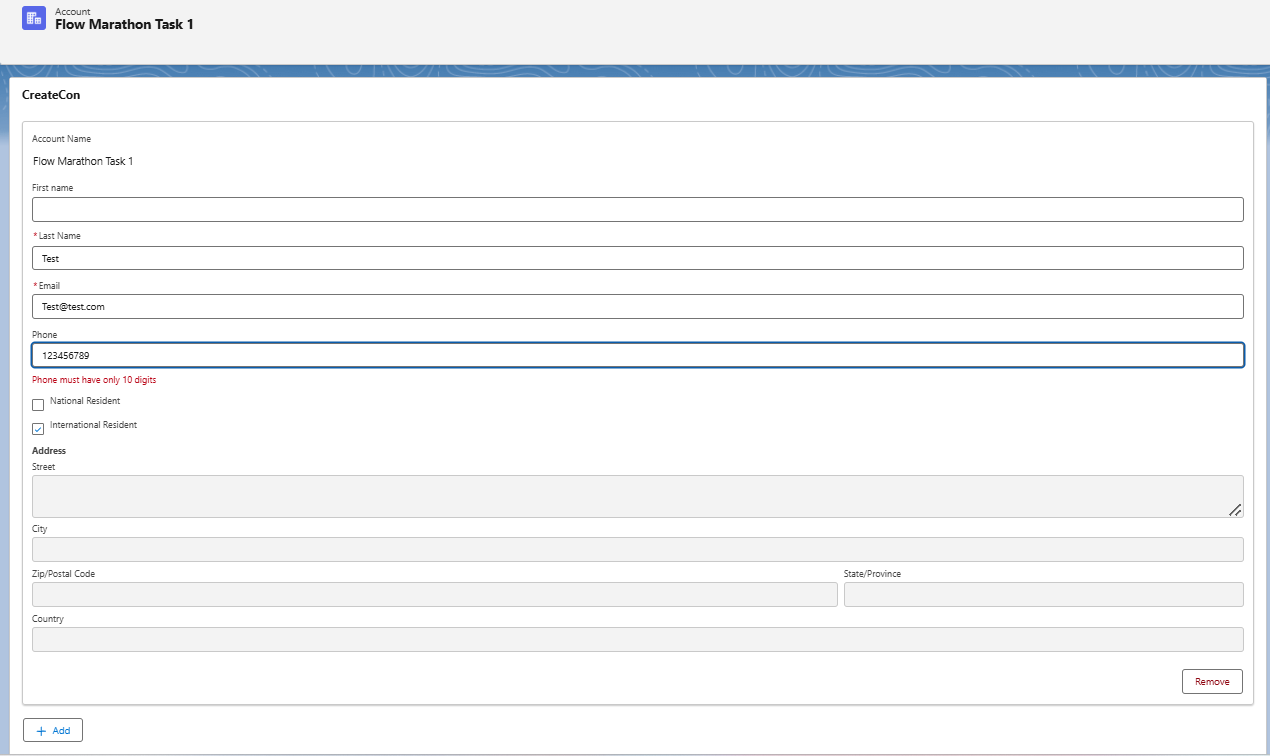 Account
Flow Marathon Task 1
CreateCon
Account Name
Flow Marathon Task 1
First name
*Last Name
Test
*Email
Test@test.com
Phone
123456789
Phone must have only 10 digits
National Resident
International Resident
Address
Street
City
Zip/Postal Code State/Province
Country
Remove
+ Add